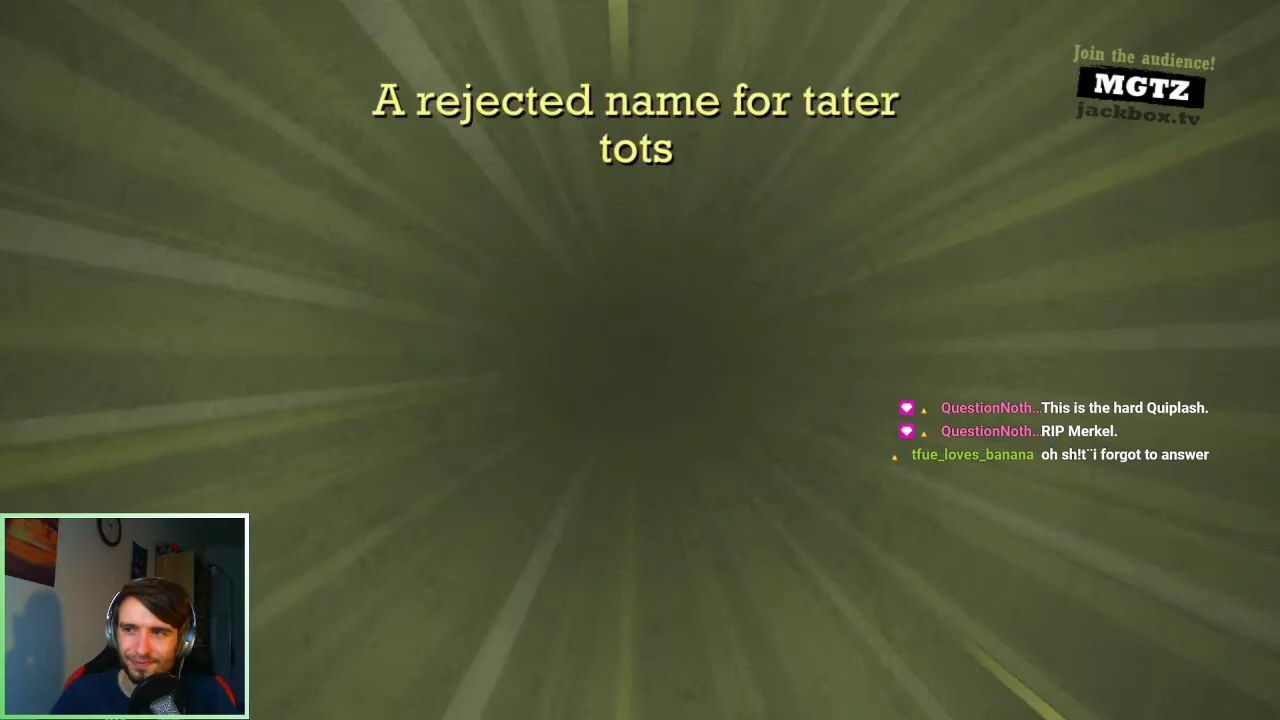 A rejected name for tater
tots
Join the audience!
MGTZ
jackbox.tv
QuestionNoth...This is the hard Quiplash.
QuestionNoth...RIP Merkel.
tfue_loves_banana oh sh!t¨i forgot to answer